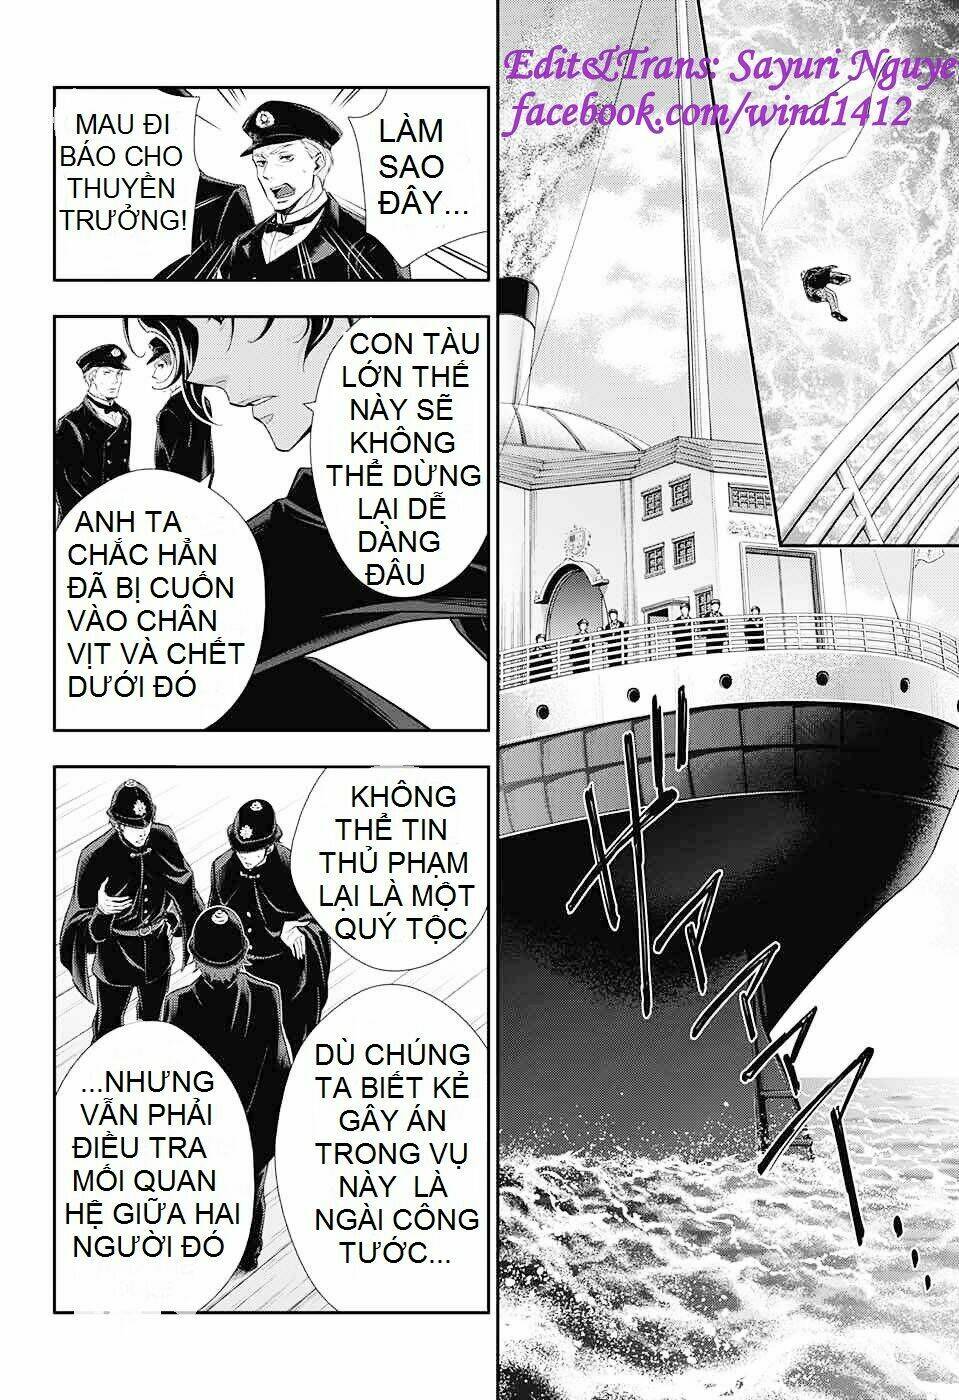 Edit&Trans: Sayuri Nguye
facebook.com/wind1412
ザ
ザ
ザ
LÀM
SAO
ĐÂY...
MAU ĐI
BÁO CHO
THUYỀN
TRƯỞNG!
CON TÀU
LỚN THẾ
NÀY SẼ
KHÔNG
THỂ DỪNG
LẠI DỄ
DÀNG
ĐÂU
ANH TA
CHẮC HẲN
ĐÃ BỊ CUỐN
VÀO CHÂN
VỊT VÀ CHẾT
DƯỚI ĐÓ
KHÔNG
THỂ TIN
THỦ PHẠM
LẠI LÀ MỘT
QUÝ TỘC
DÙ CHÚNG
TA BIẾT KẺ
GÂY ÁN
TRONG VỤ
NÀY LÀ
NGÀI CÔNG
TƯỚC...
...NHƯNG
VẪN PHẢI
ĐIỀU TRA
MỐI QUAN
HỆ GIỮA HAI
NGƯỜI ĐÓ